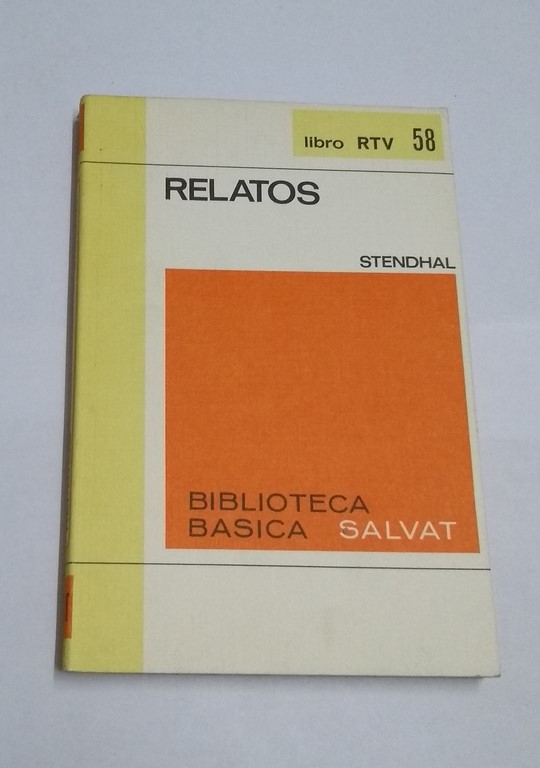 libro RTV 58
RELATOS
STENDHAL
BIBLIOTECA
BASICA SALVAT